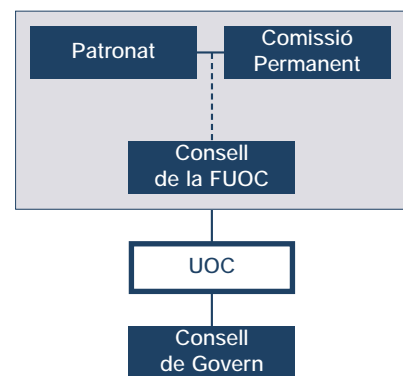 Patronat
Comissió
Permanent
Consell
de la FUOC
UOC
Consell
de Govern